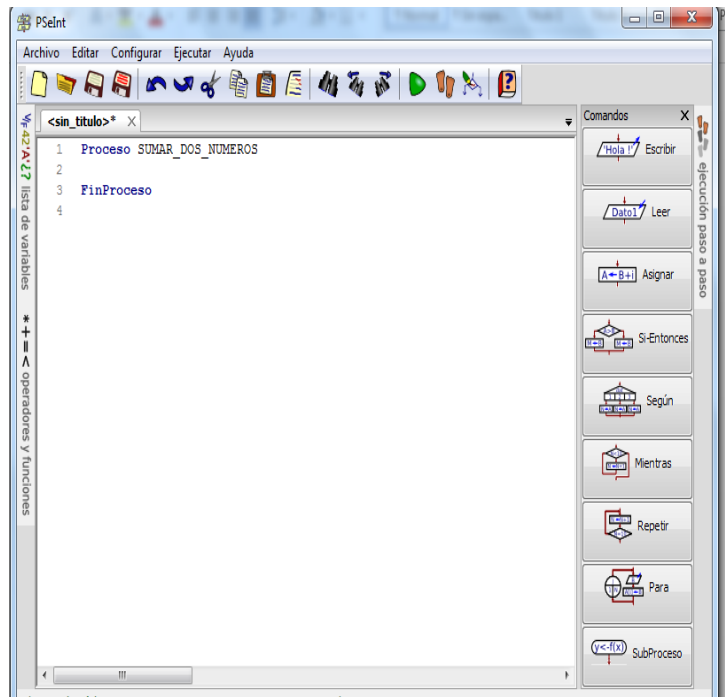 PSeInt
Archivo Editar Configurar Ejecutar Ayuda
<sin_titulo>* X
1 Proceso SUMAR_DOS_NUMEROS
2
3 FinProceso
4
*+=< operadores y funciones
42'A'¿? lista de variables
Comandos X
'Hola !' Escribir
Dato1 Leer
A←B+i Asignar
Si-Entonces
Según
Mientras
Repetir
Para
y<-f(x) SubProceso
ejecución paso a paso